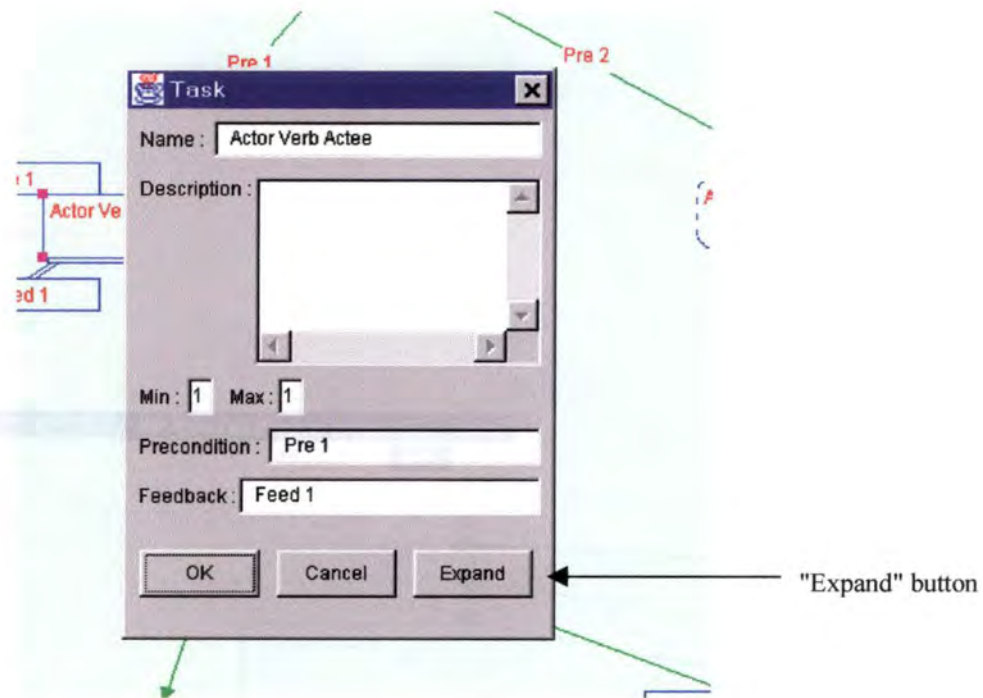 Pre 1
Pre 2
Task
Name : Actor Verb Actee
1
Description :
Actor Ve
ed 1
Min : 1 Max : 1
Precondition : Pre 1
Feedback : Feed 1
OK Cancel Expand
"Expand" button